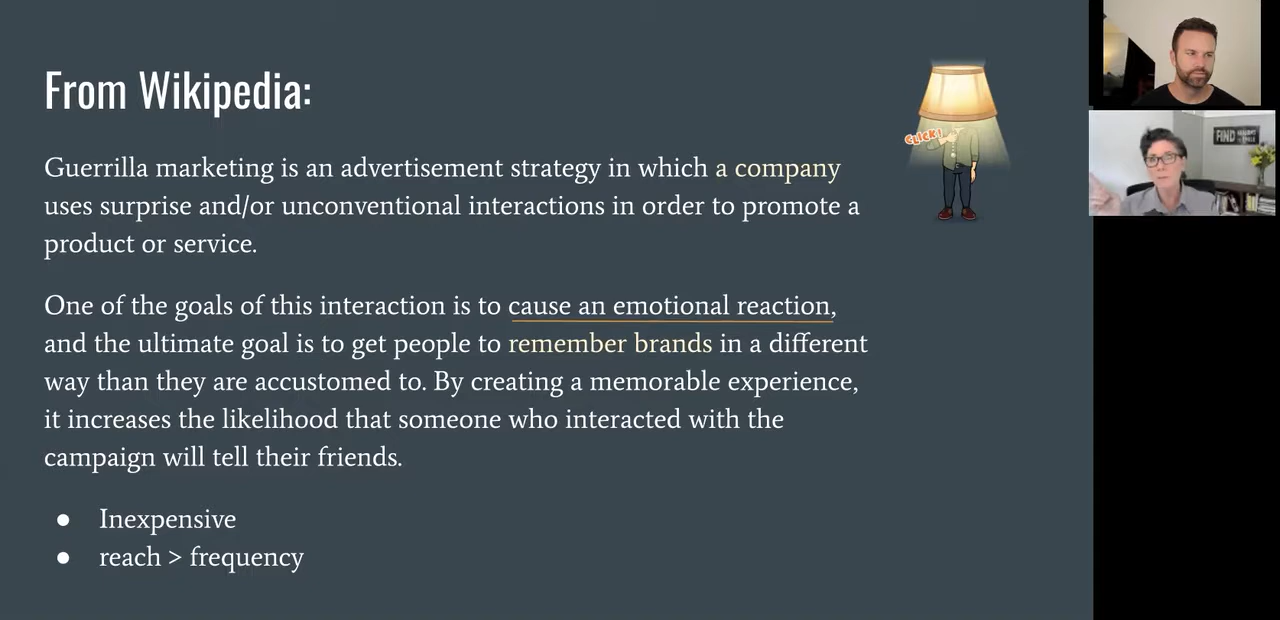 From Wikipedia:
Guerrilla marketing is an advertisement strategy in which a company
uses surprise and/or unconventional interactions in order to promote a
product or service.
One of the goals of this interaction is to cause an emotional reaction,
and the ultimate goal is to get people to remember brands in a different
way than they are accustomed to. By creating a memorable experience,
it increases the likelihood that someone who interacted with the
campaign will tell their friends.
● Inexpensive
● reach > frequency
CLICK!
FIND